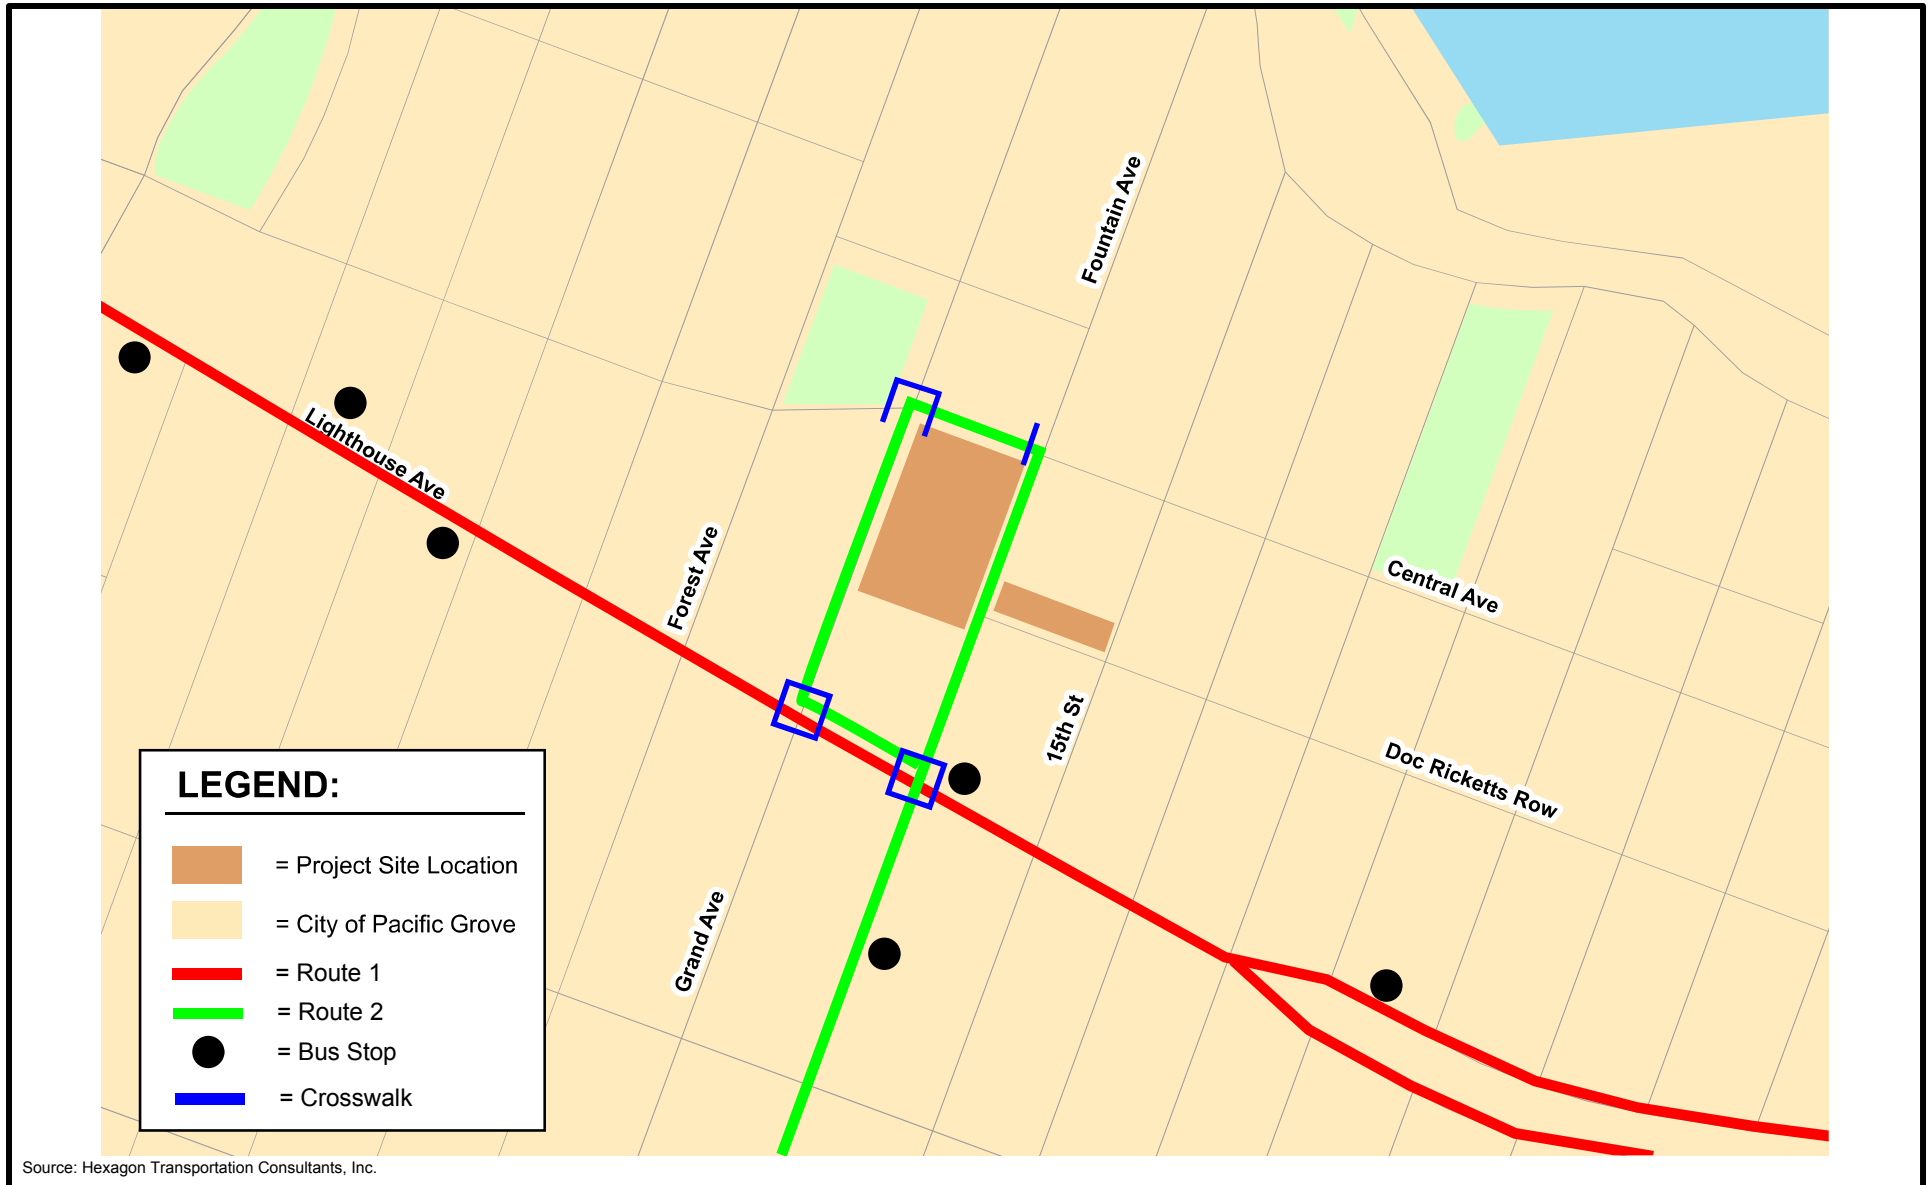 Fountain Ave
Lighthouse Ave
Forest Ave
Central Ave
15th St
Doc Ricketts Row
Grand Ave
LEGEND:
= Project Site Location
= City of Pacific Grove
= Route 1
= Route 2
= Bus Stop
= Crosswalk
Source: Hexagon Transportation Consultants, Inc.